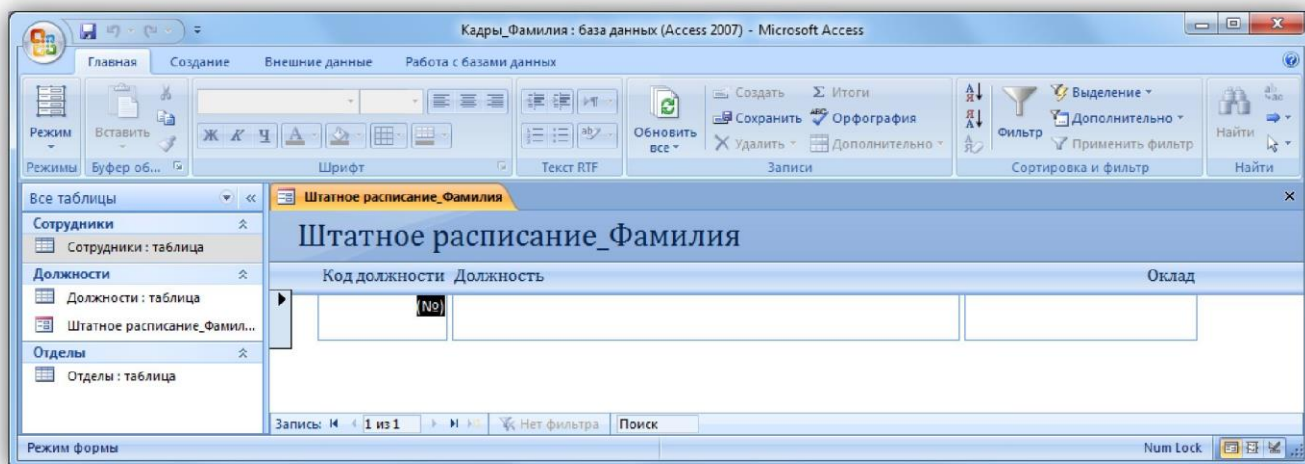 Кадры_Фамилия : база данных (Access 2007) - Microsoft Access
Главная Создание Внешние данные Работа с базами данных
Режим
Вставить
Ж К Ч
Обновить все
Создать
Сохранить
Удалить
Σ Итоги
Орфография
Дополнительно
Фильтр
Выделение
Дополнительно
Применить фильтр
Найти
Режимы Буфер об... Шрифт Текст RTF Записи Сортировка и фильтр Найти
Все таблицы
Сотрудники
Сотрудники : таблица
Должности
Должности : таблица
Штатное расписание_Фамил...
Отделы
Отделы : таблица
Штатное расписание_Фамилия
Штатное расписание_Фамилия
Код должности Должность Оклад
(№)
Запись: 1 из 1 Нет фильтра Поиск
Режим формы Num Lock